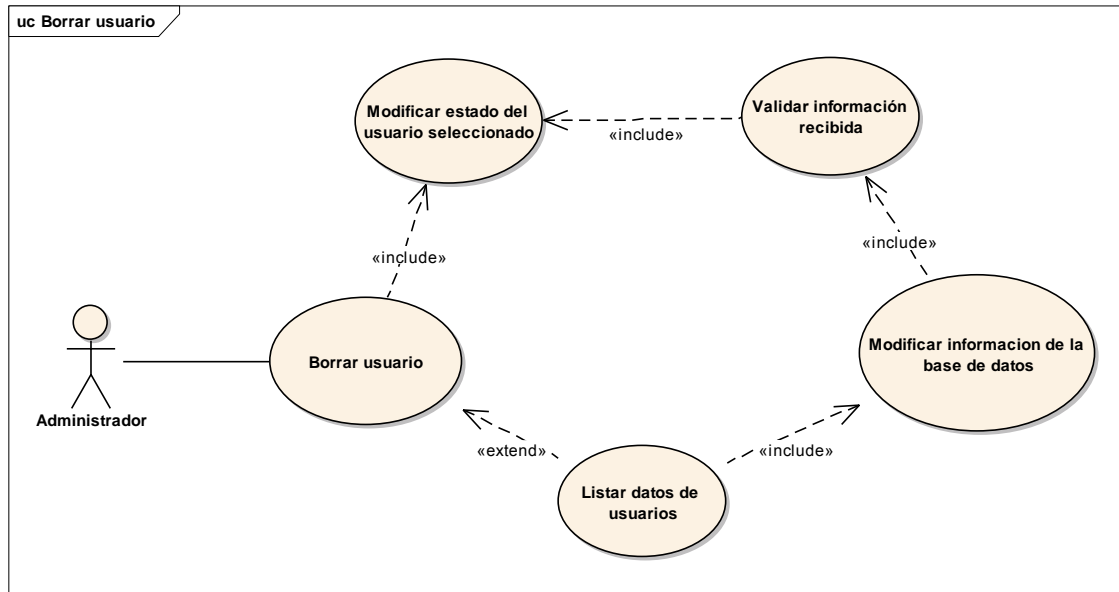 uc Borrar usuario
Modificar estado del
usuario seleccionado
Validar información
recibida
«include»
«include»
«include»
Borrar usuario
Modificar informacion de la
base de datos
Administrador
«extend»
«include»
Listar datos de
usuarios